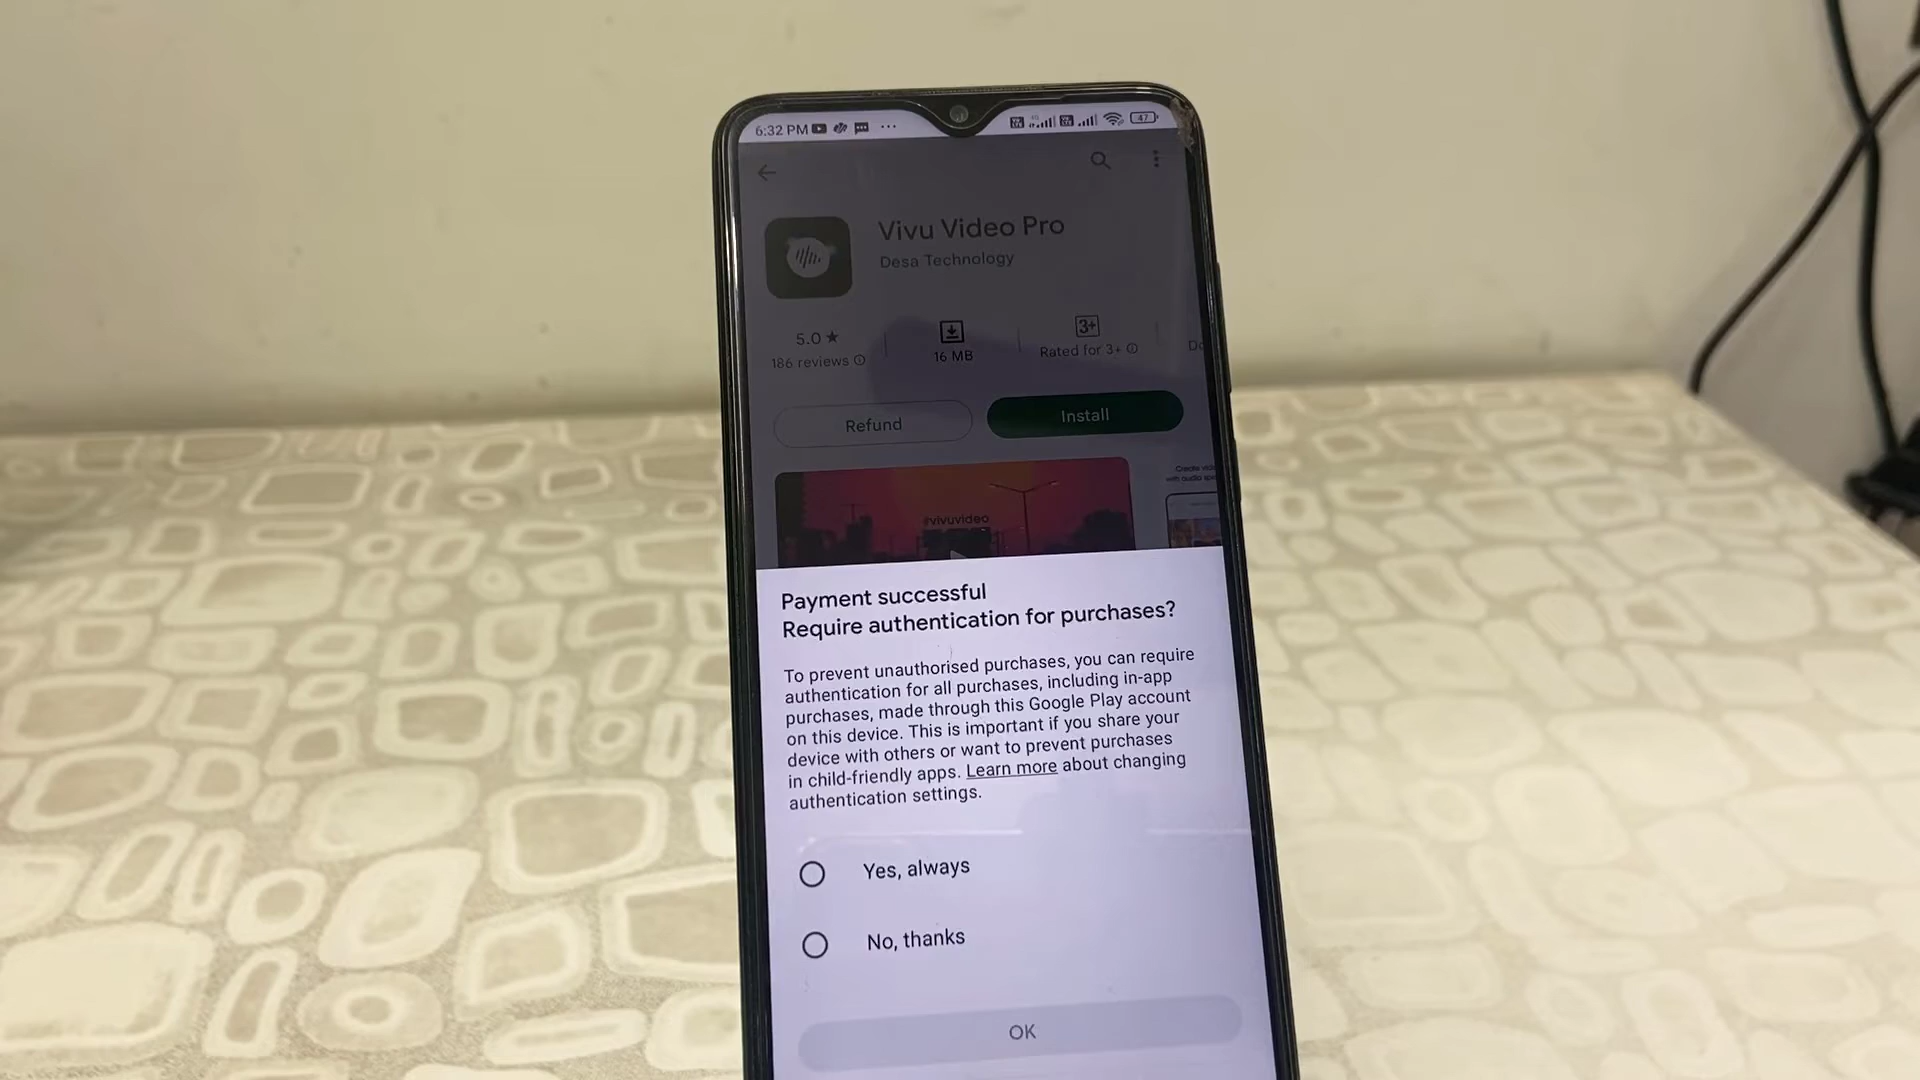 6:32 PM
47
Vivu Video Pro
Desa Technology
5.0 ★
186 reviews
16 MB
3+
Rated for 3+
Refund
Install
#vivuvideo
Payment successful
Require authentication for purchases?
To prevent unauthorised purchases, you can require
authentication for all purchases, including in-app
purchases, made through this Google Play account
on this device. This is important if you share your
device with others or want to prevent purchases
in child-friendly apps. Learn more about changing
authentication settings.
Yes, always
No, thanks
OK